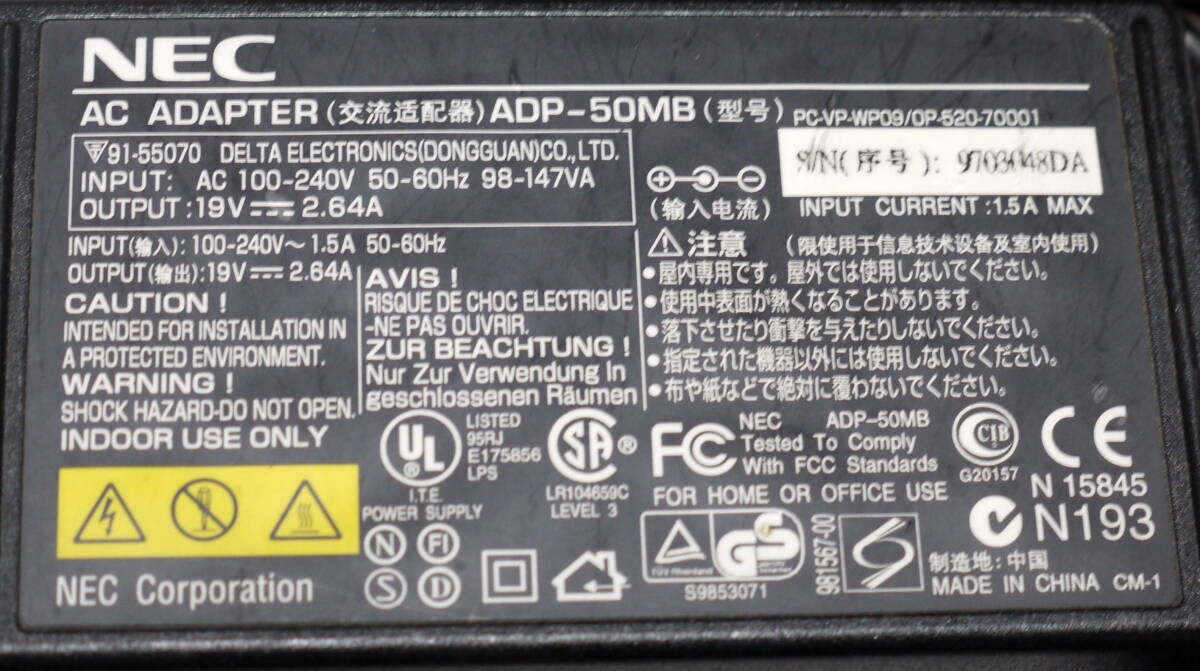 NEC
AC ADAPTER (交流适配器) ADP-50MB (型号) PC-VP-WP09/OP-520-70001
91-55070 DELTA ELECTRONICS(DONGGUAN)CO.,LTD.
INPUT: AC 100-240V 50-60Hz 98-147VA
OUTPUT:19V 2.64A
(输入电流)
S/N(序号): 9703048DA
INPUT CURRENT:1.5A MAX
INPUT(输入): 100-240V~ 1.5A 50-60Hz
OUTPUT(输出):19V 2.64A
CAUTION !
INTENDED FOR INSTALLATION IN
A PROTECTED ENVIRONMENT.
WARNING !
SHOCK HAZARD-DO NOT OPEN.
INDOOR USE ONLY
AVIS !
RISQUE DE CHOC ELECTRIQUE
-NE PAS OUVRIR.
ZUR BEACHTUNG !
Nur Zur Verwendung In
geschlossenen Räumen
注意 (限使用于信息技术设备及室内使用)
•屋内専用です。屋外では使用しないでください。
•使用中表面が熱くなることがあります。
•落下させたり衝撃を与えたりしないでください。
•指定された機器以外には使用しないでください。
•布や紙などで絶対に覆わないでください。
UL
LISTED
95RJ
E175856
LPS
I.T.E.
POWER SUPPLY
SA
LR104659C
LEVEL 3
FC
NEC ADP-50MB
Tested To Comply
With FCC Standards
FOR HOME OR OFFICE USE
CIB
G20157
CE
N 15845
N193
N FI
S D
NEC Corporation
TÜV Rheinland
GS
S9853071
981567-00
制造地: 中国
MADE IN CHINA CM-1